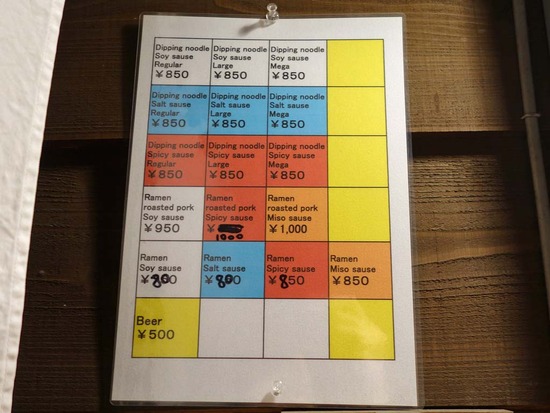 Dipping noodle
Soy sause
Regular
￥850
Dipping noodle
Soy sause
Large
￥850
Dipping noodle
Soy sause
Mega
￥850
Dipping noodle
Salt sause
Regular
￥850
Dipping noodle
Salt sause
Large
￥850
Dipping noodle
Salt sause
Mega
￥850
Dipping noodle
Spicy sause
Regular
￥850
Dipping noodle
Spicy sause
Large
￥850
Dipping noodle
Spicy sause
Mega
￥850
Ramen
roasted pork
Soy sause
￥950
Ramen
roasted pork
Spicy sause
￥
1000
Ramen
roasted pork
Miso sause
￥1,000
Ramen
Soy sause
￥800
Ramen
Salt sause
￥800
Ramen
Spicy sause
￥850
Ramen
Miso sause
￥850
Beer
￥500